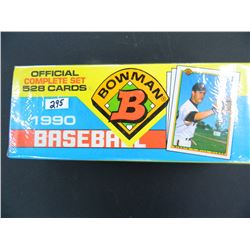 OFFICIAL
COMPLETE SET
528 CARDS
295
BOWMAN
B
1990
BASEBALL